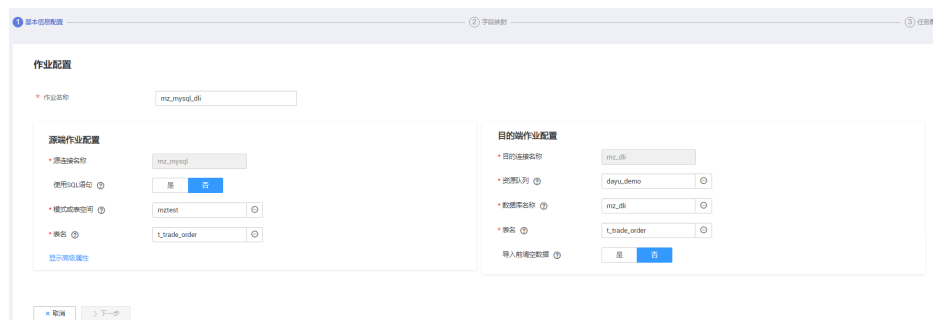 1 基本信息配置
2 字段映射
3 任务配
作业配置
* 作业名称 mz_mysql_dli
源端作业配置
* 源连接名称 mz_mysql
使用SQL语句 是 否
* 模式或表空间 mztest
* 表名 t_trade_order
显示高级属性
目的端作业配置
* 目的连接名称 mz_dli
* 资源队列 dayu_demo
* 数据库名称 mz_dli
* 表名 t_trade_order
导入前清空数据 是 否
× 取消 > 下一步